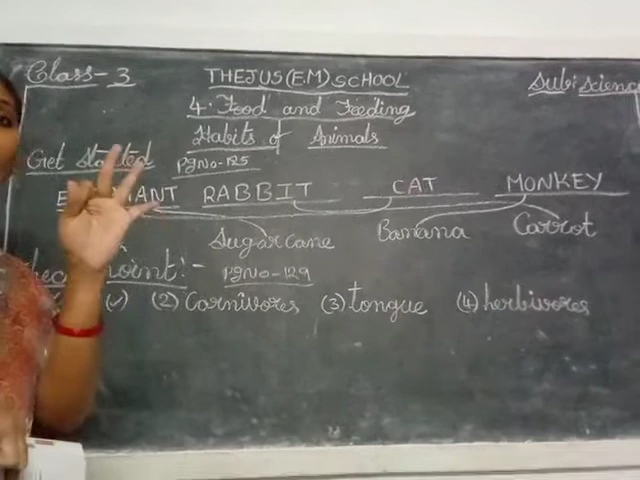 Class-3 THEJUS(E.M)SCHOOL Sub: Science
4. Food and Feeding
Habits of Animals
Get started PgNo-125
RABBIT CAT MONKEY
Sugarcane Banana Carrot
Point:- PgNo-129
(2) Carnivores (3) tongue (4) herbivores